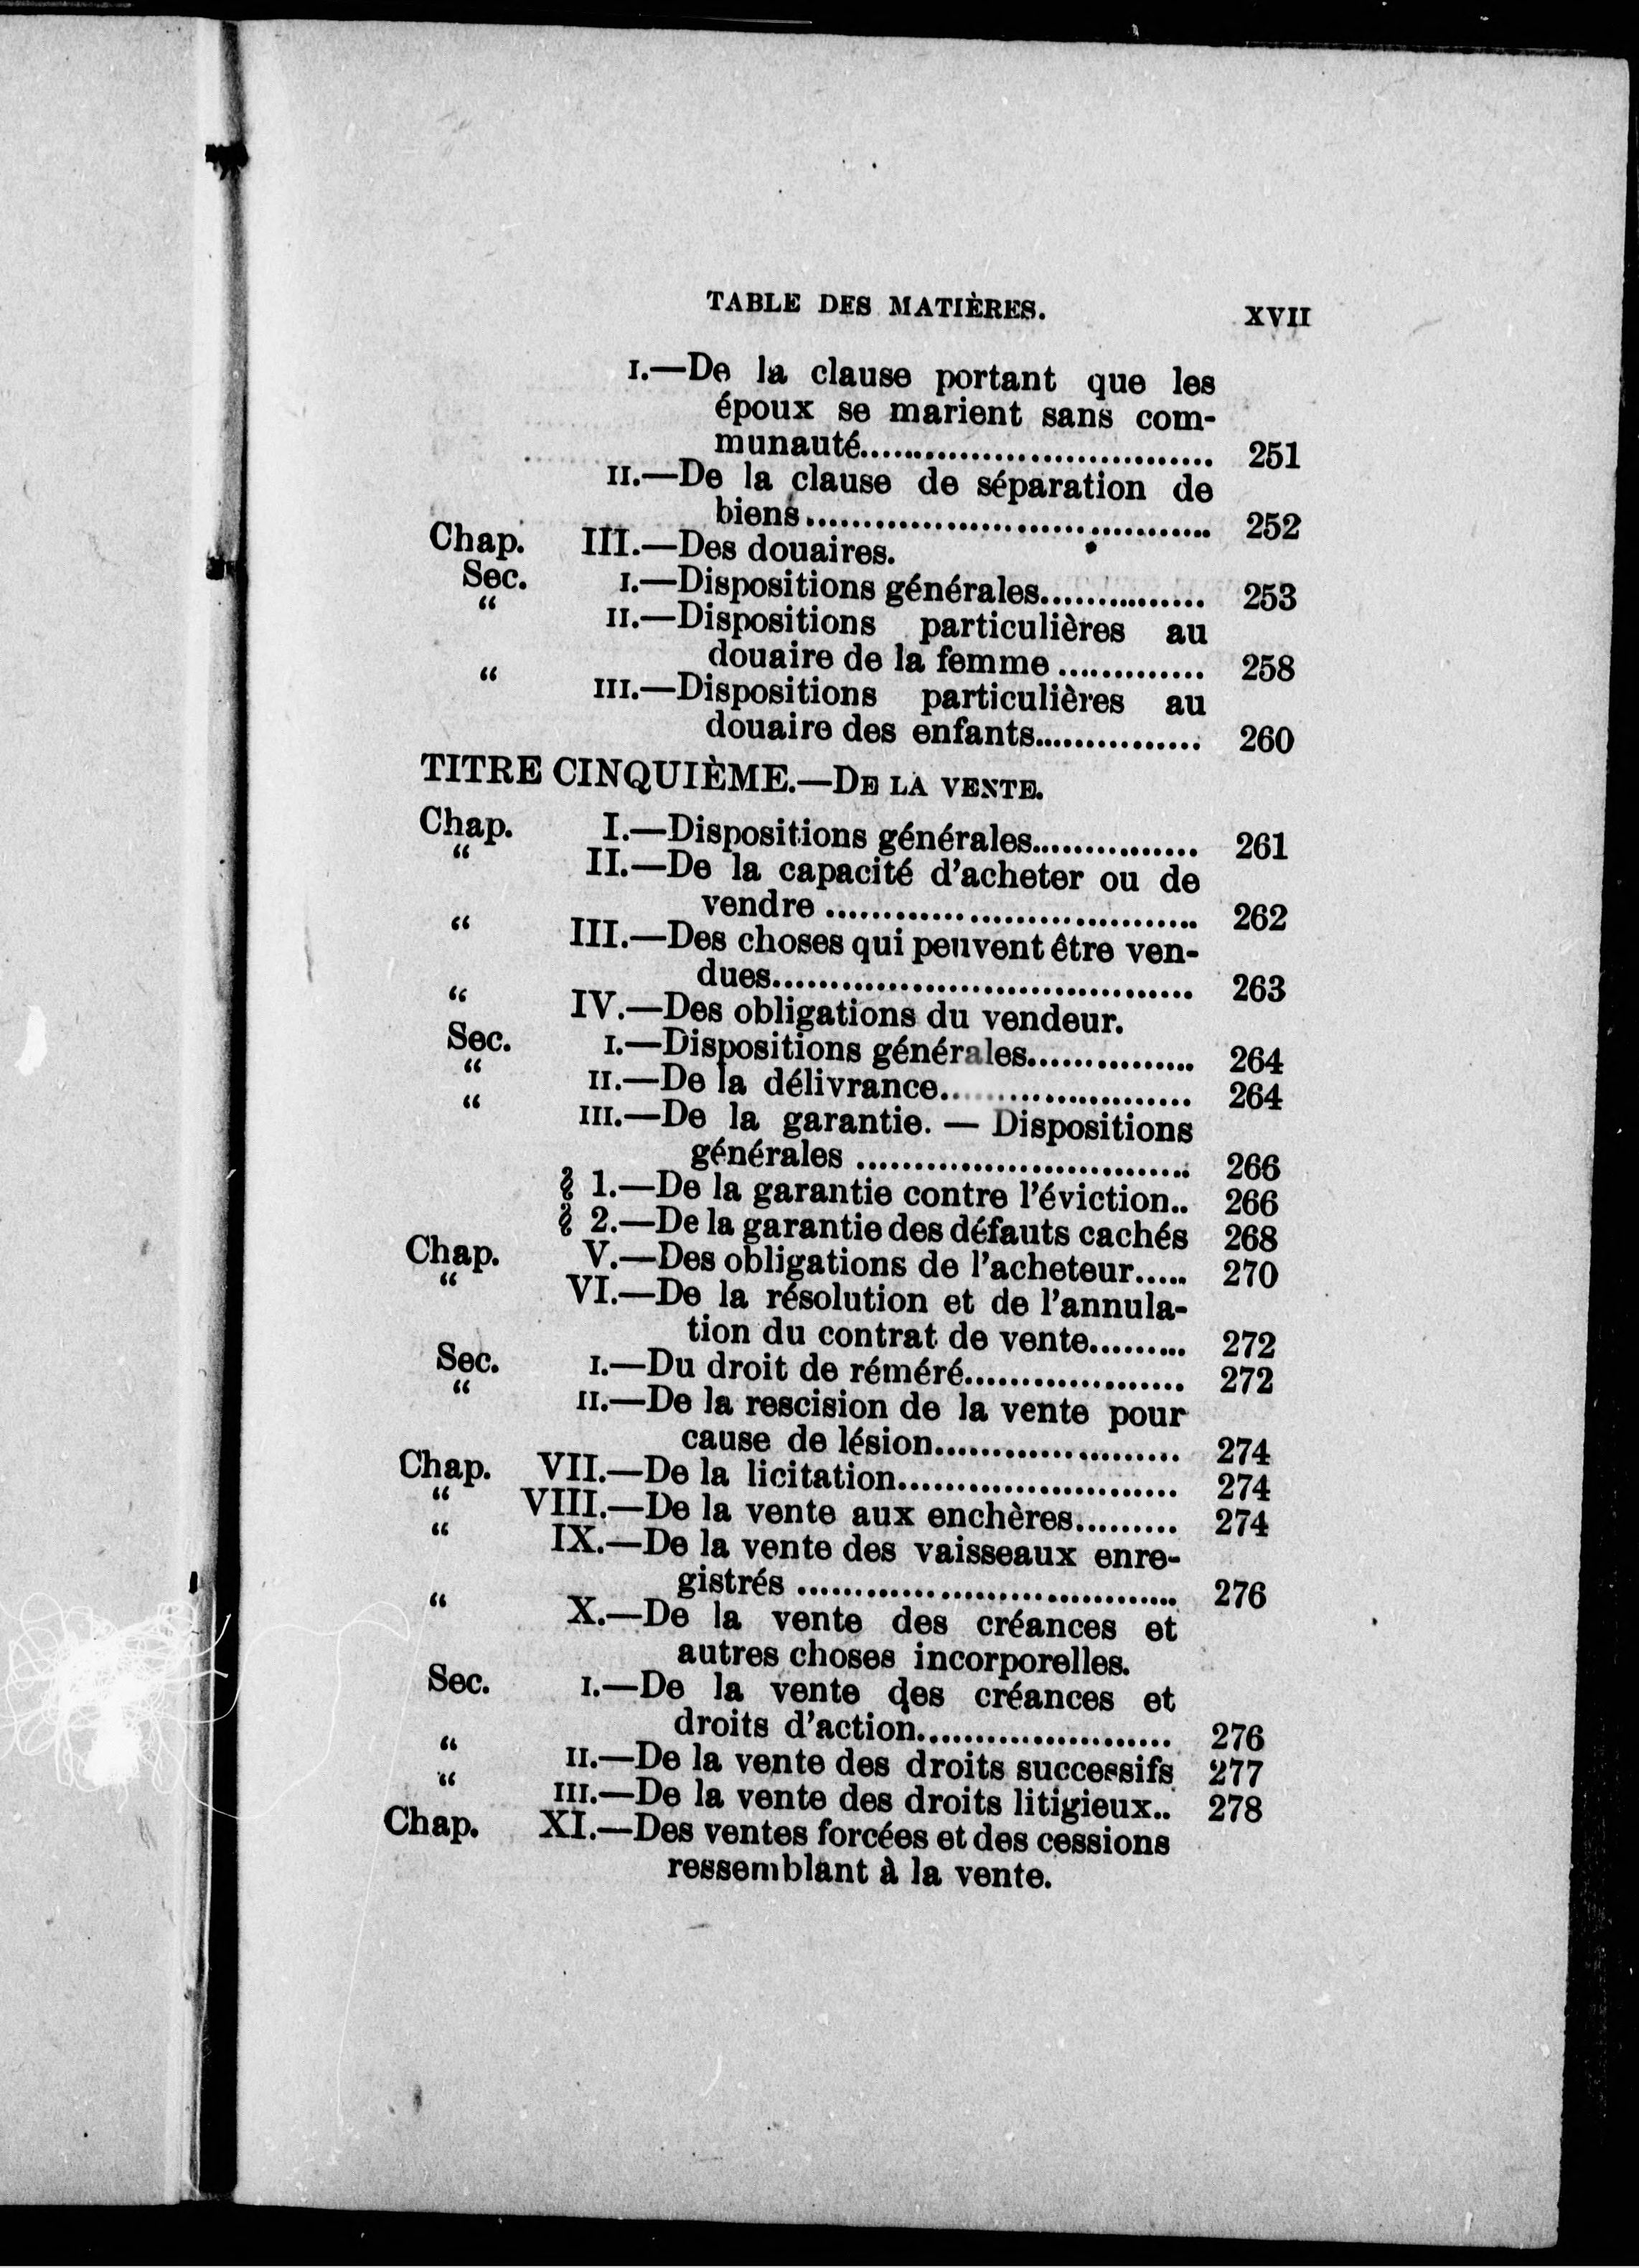 TABLE DES MATIÈRES. XVII
I.—De la clause portant que les
époux se marient sans com-
munauté.................................. 251
II.—De la clause de séparation de
biens...................................... 252
Chap. III.—Des douaires.
Sec. I.—Dispositions générales............... 253
“ II.—Dispositions particulières au
douaire de la femme ............. 258
“ III.—Dispositions particulières au
douaire des enfants............... 260
TITRE CINQUIÈME.—DE LA VENTE.
Chap. I.—Dispositions générales............... 261
“ II.—De la capacité d'acheter ou de
vendre ................................... 262
“ III.—Des choses qui peuvent être ven-
dues....................................... 263
“ IV.—Des obligations du vendeur.
Sec. I.—Dispositions générales............... 264
“ II.—De la délivrance....................... 264
“ III.—De la garantie. — Dispositions
générales ............................... 266
§ 1.—De la garantie contre l'éviction.. 266
§ 2.—De la garantie des défauts cachés 268
Chap. V.—Des obligations de l'acheteur..... 270
“ VI.—De la résolution et de l'annula-
tion du contrat de vente......... 272
Sec. I.—Du droit de réméré.................... 272
“ II.—De la rescision de la vente pour
cause de lésion...................... 274
Chap. VII.—De la licitation.......................... 274
“ VIII.—De la vente aux enchères......... 274
“ IX.—De la vente des vaisseaux enre-
gistrés ................................... 276
“ X.—De la vente des créances et
autres choses incorporelles.
Sec. I.—De la vente des créances et
droits d'action....................... 276
“ II.—De la vente des droits successifs 277
“ III.—De la vente des droits litigieux.. 278
Chap. XI.—Des ventes forcées et des cessions
ressemblant à la vente.